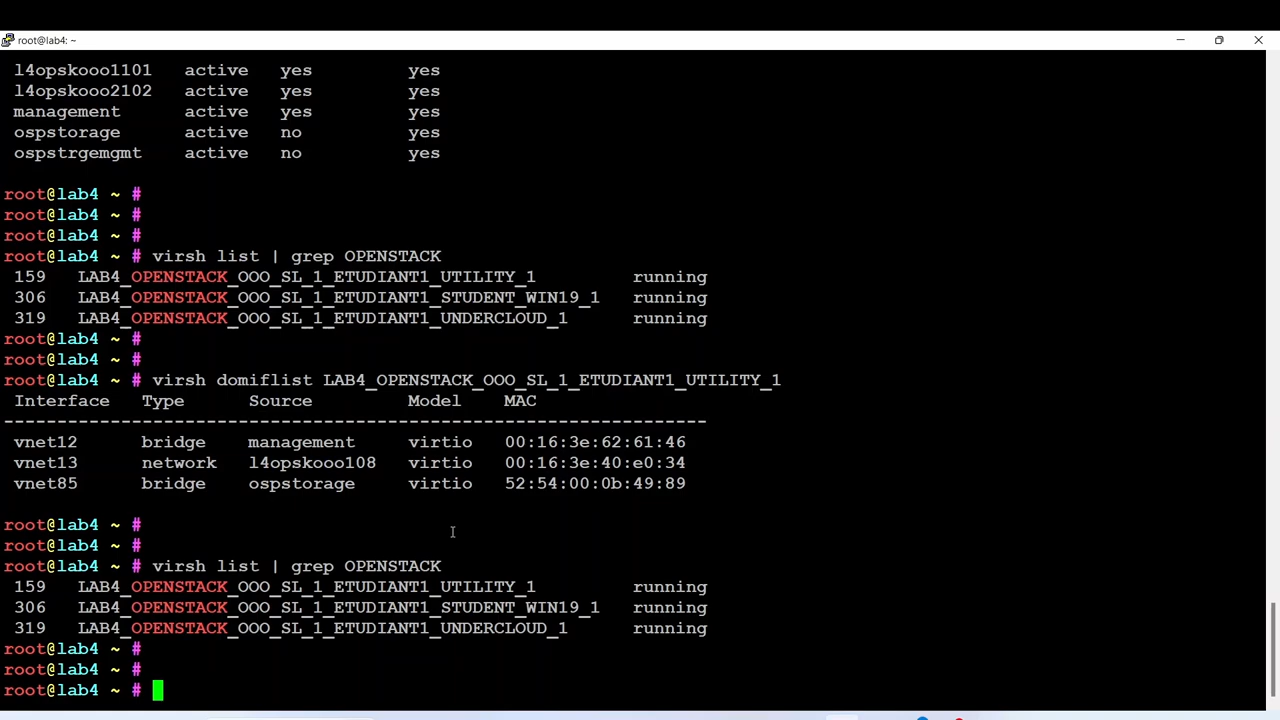 root@lab4: ~
l4opskooo1101 active yes yes
l4opskooo2102 active yes yes
management active yes yes
ospstorage active no yes
ospstrgemgmt active no yes
root@lab4 ~ #
root@lab4 ~ #
root@lab4 ~ #
root@lab4 ~ # virsh list | grep OPENSTACK
159 LAB4_OPENSTACK_OOO_SL_1_ETUDIANT1_UTILITY_1 running
306 LAB4_OPENSTACK_OOO_SL_1_ETUDIANT1_STUDENT_WIN19_1 running
319 LAB4_OPENSTACK_OOO_SL_1_ETUDIANT1_UNDERCLOUD_1 running
root@lab4 ~ #
root@lab4 ~ #
root@lab4 ~ # virsh domiflist LAB4_OPENSTACK_OOO_SL_1_ETUDIANT1_UTILITY_1
Interface Type Source Model MAC
-----------------------------------------------------------------
vnet12 bridge management virtio 00:16:3e:62:61:46
vnet13 network l4opskooo108 virtio 00:16:3e:40:e0:34
vnet85 bridge ospstorage virtio 52:54:00:0b:49:89
root@lab4 ~ #
root@lab4 ~ #
root@lab4 ~ # virsh list | grep OPENSTACK
159 LAB4_OPENSTACK_OOO_SL_1_ETUDIANT1_UTILITY_1 running
306 LAB4_OPENSTACK_OOO_SL_1_ETUDIANT1_STUDENT_WIN19_1 running
319 LAB4_OPENSTACK_OOO_SL_1_ETUDIANT1_UNDERCLOUD_1 running
root@lab4 ~ #
root@lab4 ~ #
root@lab4 ~ #